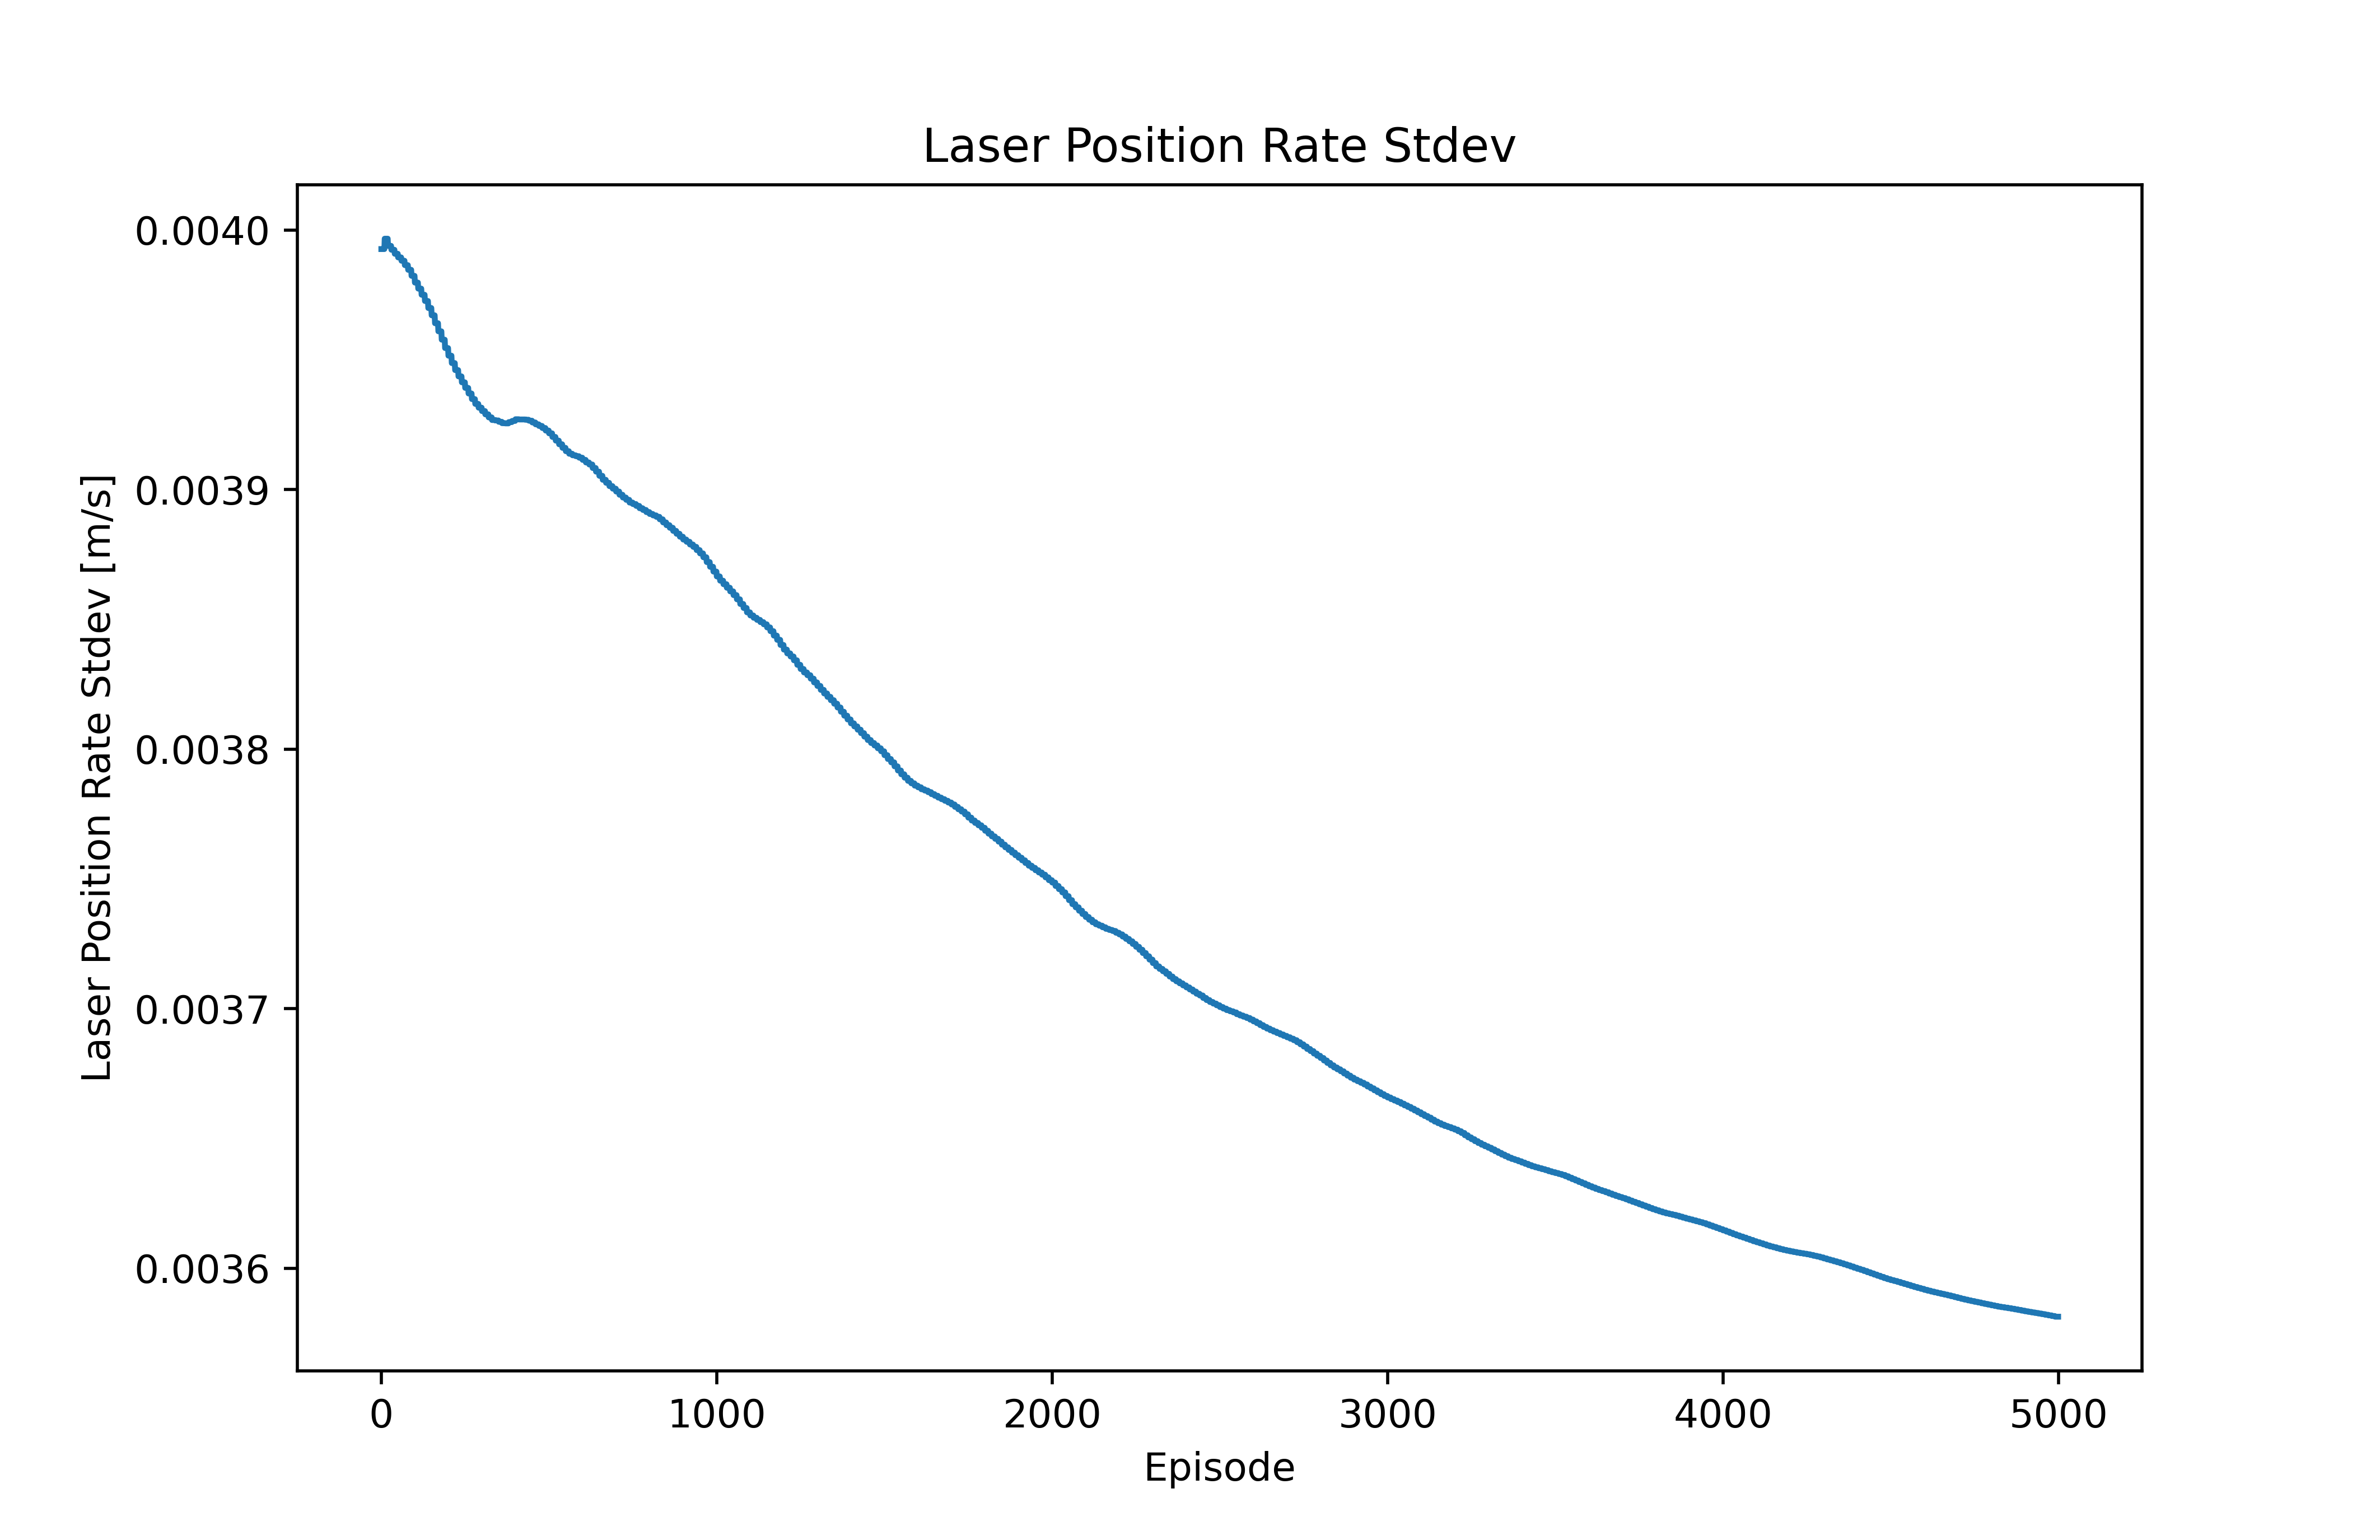 Laser Position Rate Stdev
Laser Position Rate Stdev [m/s]
0.0040
0.0039
0.0038
0.0037
0.0036
0 1000 2000 3000 4000 5000
Episode